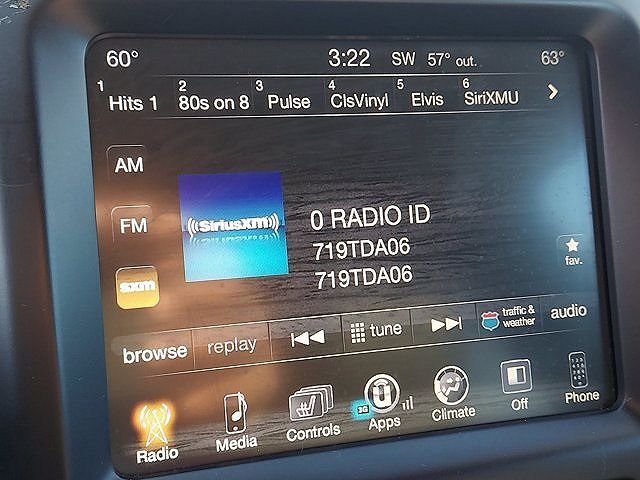 60° 3:22 SW 57° out. 63°
1 Hits 1 2 80s on 8 3 Pulse 4 ClsVinyl 5 Elvis 6 SiriXMU >
AM
FM
sxm
((SiriusXm))
0 RADIO ID
719TDA06
719TDA06
fav.
browse replay tune traffic & weather audio
Radio Media Controls 3G U Apps Climate Off Phone